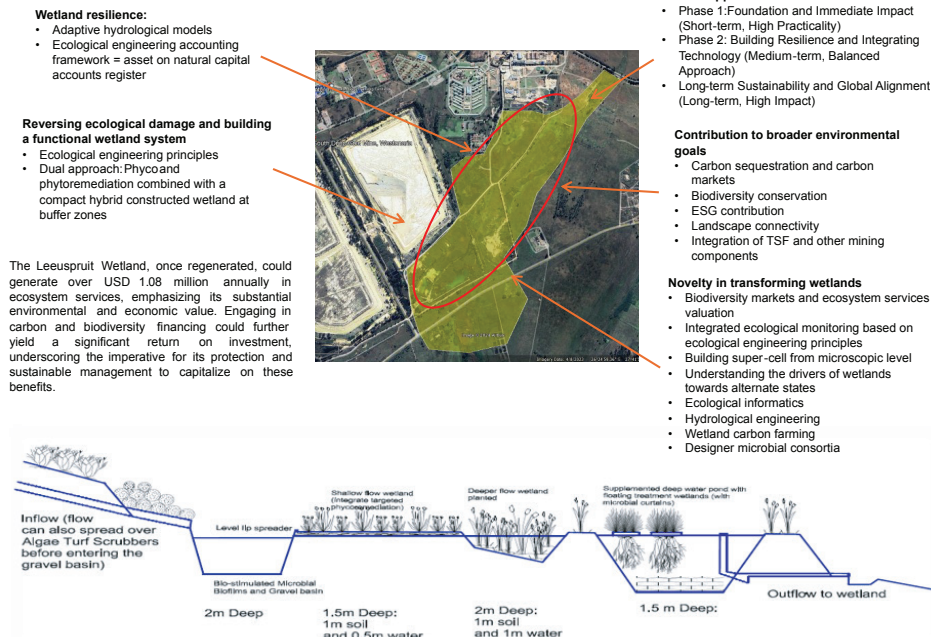 Wetland resilience:
• Adaptive hydrological models
• Ecological engineering accounting
framework = asset on natural capital
accounts register
Reversing ecological damage and building
a functional wetland system
• Ecological engineering principles
• Dual approach: Phyco and
phytoremediation combined with a
compact hybrid constructed wetland at
buffer zones
The Leeuspruit Wetland, once regenerated, could
generate over USD 1.08 million annually in
ecosystem services, emphasizing its substantial
environmental and economic value. Engaging in
carbon and biodiversity financing could further
yield a significant return on investment,
underscoring the imperative for its protection and
sustainable management to capitalize on these
benefits.
• Phase 1:Foundation and Immediate Impact
(Short-term, High Practicality)
• Phase 2: Building Resilience and Integrating
Technology (Medium-term, Balanced
Approach)
• Long-term Sustainability and Global Alignment
(Long-term, High Impact)
Contribution to broader environmental
goals
• Carbon sequestration and carbon
markets
• Biodiversity conservation
• ESG contribution
• Landscape connectivity
• Integration of TSF and other mining
components
Novelty in transforming wetlands
• Biodiversity markets and ecosystem services
valuation
• Integrated ecological monitoring based on
ecological engineering principles
• Building super-cell from microscopic level
• Understanding the drivers of wetlands
towards alternate states
• Ecological informatics
• Hydrological engineering
• Wetland carbon farming
• Designer microbial consortia
Inflow (flow
can also spread over
Algae Turf Scrubbers
before entering the
gravel basin)
Level lip spreader
Bio-stimulated Microbial
Biofilms and Gravel basin
2m Deep
Shallow flow wetland
(integrate targeted
phycoremediation)
1.5m Deep:
1m soil
and 0.5m water
Deeper flow wetland
planted
2m Deep:
1m soil
and 1m water
Supplemented deep water pond with
floating treatment wetlands (with
microbial curtains)
1.5 m Deep:
Outflow to wetland